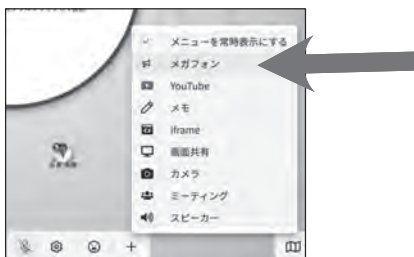 メニューを常時表示にする
メガフォン
YouTube
メモ
iframe
画面共有
カメラ
ミーティング
スピーカー